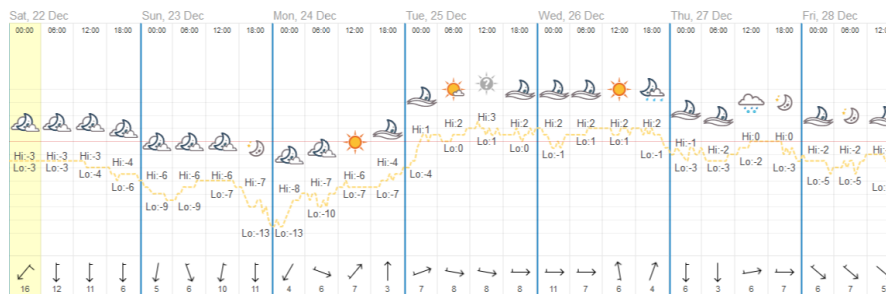 Sat, 22 Dec Sun, 23 Dec Mon, 24 Dec Tue, 25 Dec Wed, 26 Dec Thu, 27 Dec Fri, 28 Dec
00:00 06:00 12:00 18:00 00:00 06:00 12:00 18:00 00:00 06:00 12:00 18:00 00:00 06:00 12:00 18:00 00:00 06:00 12:00 18:00 00:00 06:00 12:00 18:00 00:00 06:00
?
Hi:-3 Hi:-3 Hi:-3 Hi:-4 Hi:-6 Hi:-6 Hi:-6 Hi:-7 Hi:-8 Hi:-7 Hi:-6 Hi:-4 Hi:1 Hi:2 Hi:3 Hi:2 Hi:2 Hi:2 Hi:2 Hi:2 Hi:-1 Hi:-2 Hi:0 Hi:0 Hi:-2 Hi:-2
Lo:-3 Lo:-3 Lo:-4 Lo:-6 Lo:-9 Lo:-9 Lo:-7 Lo:-13 Lo:-13 Lo:-10 Lo:-7 Lo:-7 Lo:-4 Lo:0 Lo:1 Lo:0 Lo:-1 Lo:1 Lo:1 Lo:-1 Lo:-3 Lo:-3 Lo:-2 Lo:-3 Lo:-5 Lo:-5
16 12 11 6 5 6 10 11 4 6 7 3 7 8 8 8 11 7 6 4 6 3 6 7 5 7 5